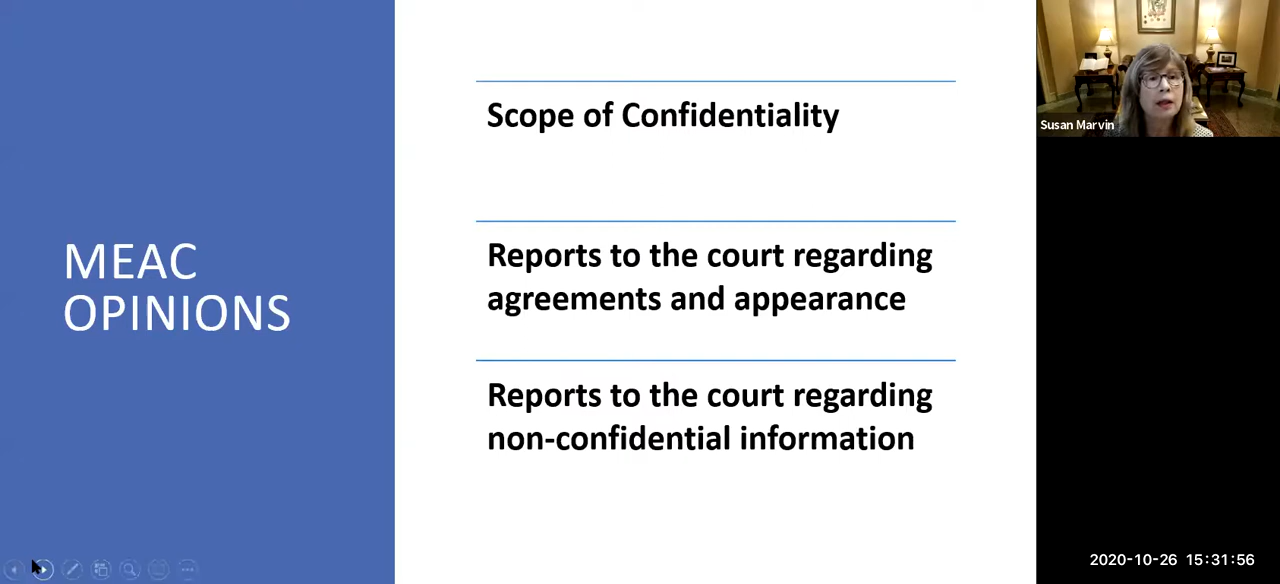 MEAC
OPINIONS
Scope of Confidentiality
Reports to the court regarding
agreements and appearance
Reports to the court regarding
non-confidential information
Susan Marvin
2020-10-26 15:31:56